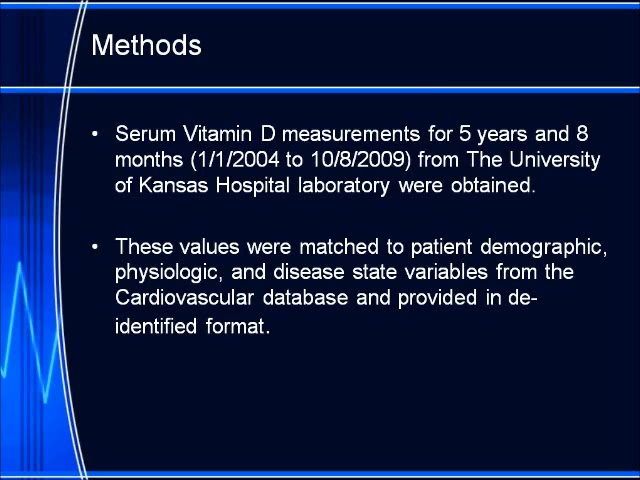 Methods
• Serum Vitamin D measurements for 5 years and 8
months (1/1/2004 to 10/8/2009) from The University
of Kansas Hospital laboratory were obtained.
• These values were matched to patient demographic,
physiologic, and disease state variables from the
Cardiovascular database and provided in de-
identified format.